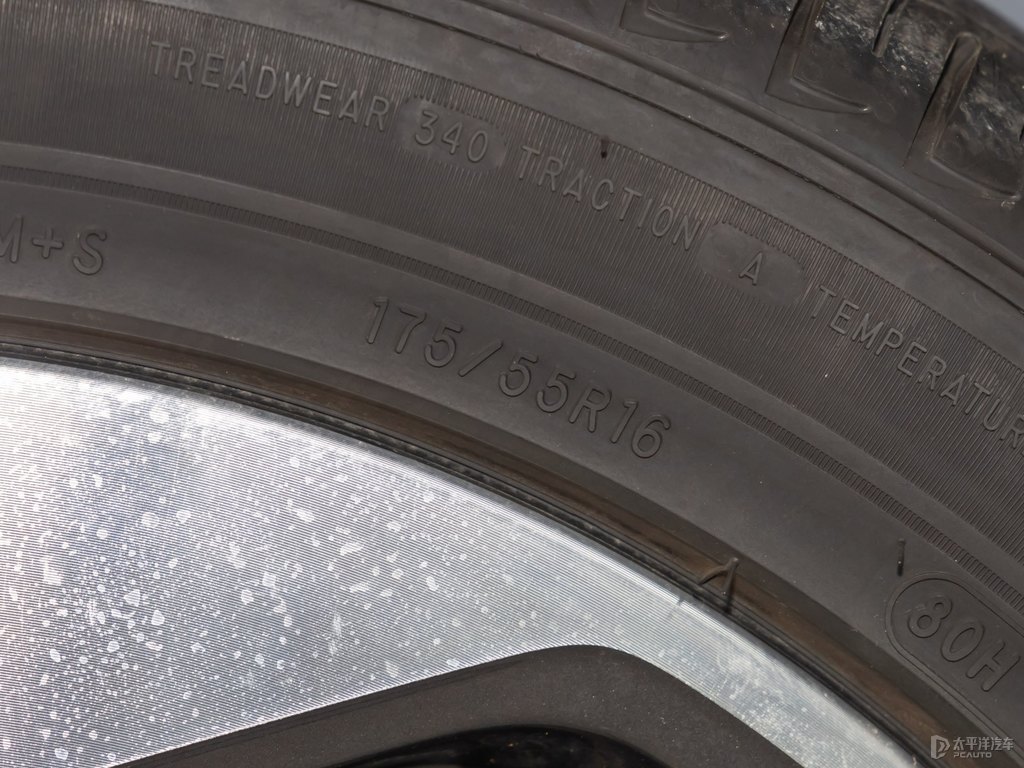 TREADWEAR 340 TRACTION A TEMPERATUR
M+S
175/55R16
80H
太平洋汽车
PCAUTO